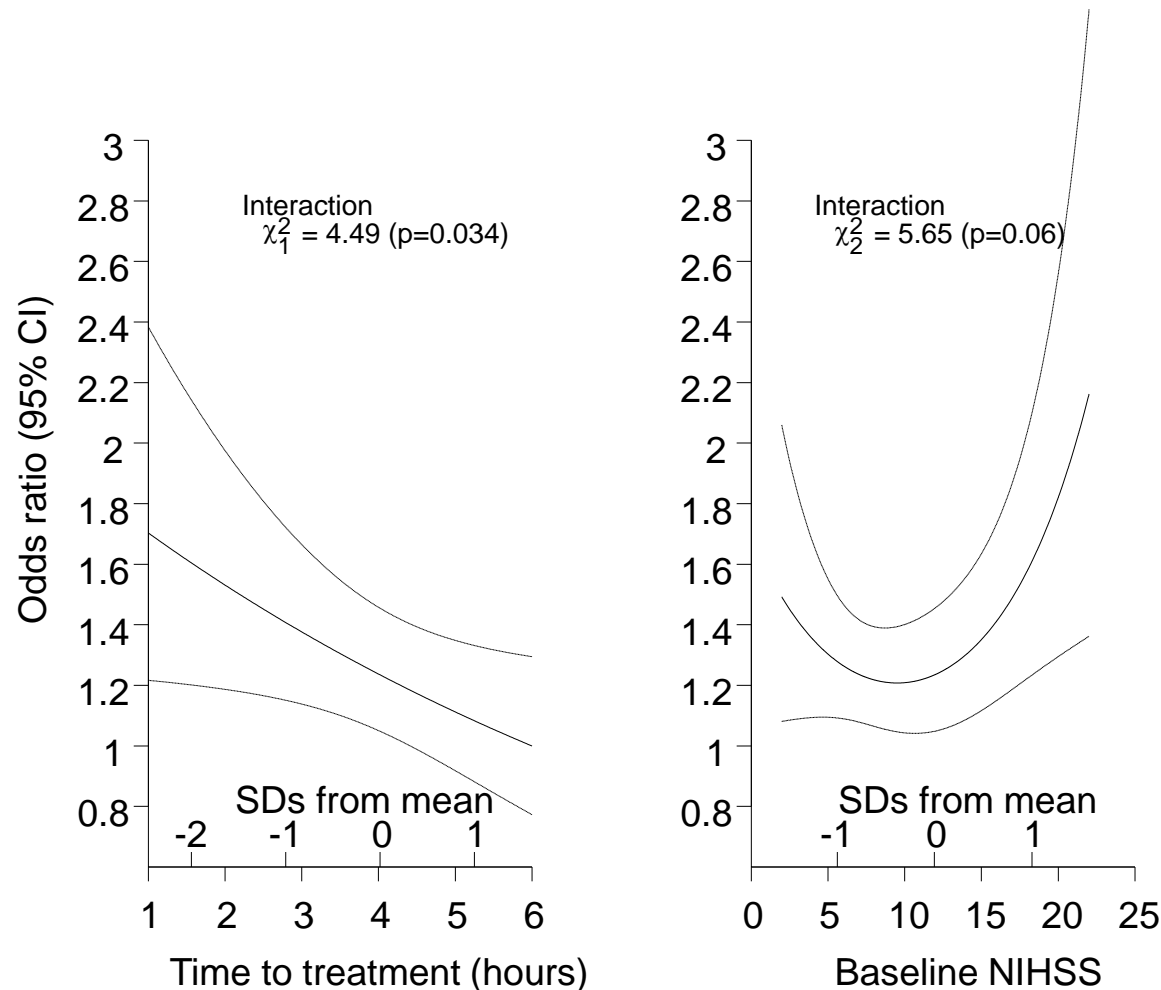 Odds ratio (95% CI)
3
2.8
2.6
2.4
2.2
2
1.8
1.6
1.4
1.2
1
0.8
Interaction
χ²₁ = 4.49 (p=0.034)
SDs from mean
-2 -1 0 1
1 2 3 4 5 6
Time to treatment (hours)
3
2.8
2.6
2.4
2.2
2
1.8
1.6
1.4
1.2
1
0.8
Interaction
χ²₂ = 5.65 (p=0.06)
SDs from mean
-1 0 1
0 5 10 15 20 25
Baseline NIHSS